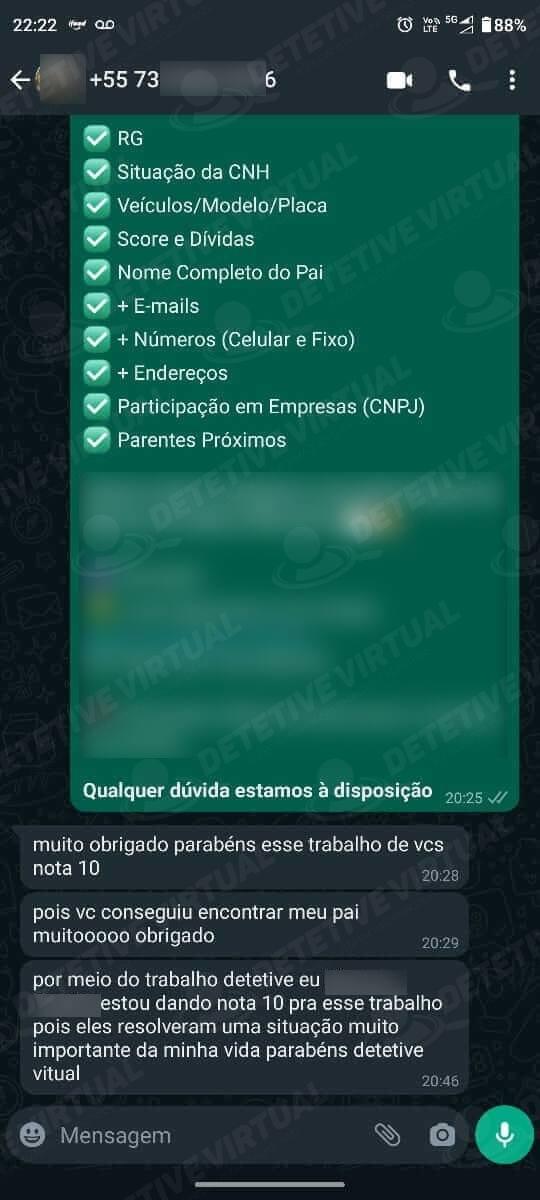 22:22
VoD 5G
LTE
88%
+55 73 6
RG
Situação da CNH
Veículos/Modelo/Placa
Score e Dívidas
Nome Completo do Pai
+ E-mails
+ Números (Celular e Fixo)
+ Endereços
Participação em Empresas (CNPJ)
Parentes Próximos
Qualquer dúvida estamos à disposição 20:25
muito obrigado parabéns esse trabalho de vcs
nota 10
20:28
pois vc conseguiu encontrar meu pai
muitooooo obrigado
20:29
por meio do trabalho detetive eu
estou dando nota 10 pra esse trabalho
pois eles resolveram uma situação muito
importante da minha vida parabéns detetive
vitual
20:46
Mensagem
DETETIVE VIRTUAL